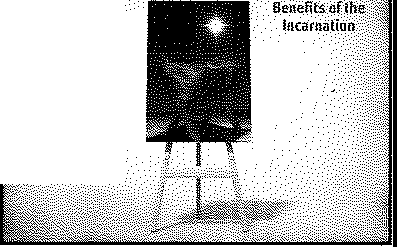 Benefits of the
Incarnation